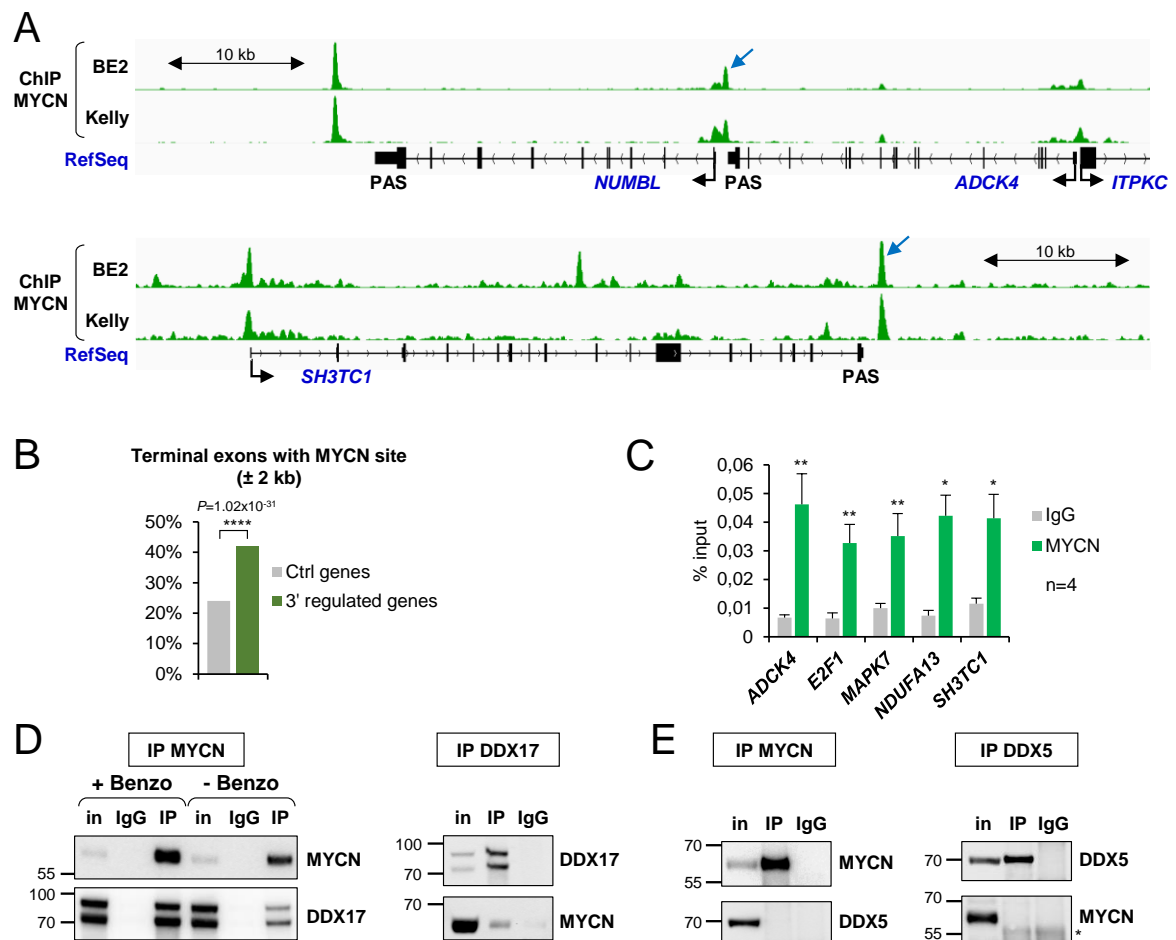 A
10 kb
ChIP
MYCN
BE2
Kelly
RefSeq
PAS
NUMBL
PAS
ADCK4
ITPKC
ChIP
MYCN
BE2
10 kb
Kelly
RefSeq
SH3TC1
PAS
B
Terminal exons with MYCN site
(± 2 kb)
P=1.02x10-31
****
50%
40%
30%
20%
10%
0%
Ctrl genes
3' regulated genes
C
% input
0,06
0,05
0,04
0,03
0,02
0,01
0
** ** ** * *
IgG
MYCN
n=4
ADCK4 E2F1 MAPK7 NDUFA13 SH3TC1
D
IP MYCN
+ Benzo - Benzo
in IgG IP in IgG IP
55
MYCN
100
70
DDX17
IP DDX17
in IP IgG
100
70
DDX17
MYCN
E
IP MYCN
in IP IgG
70
55
MYCN
70
DDX5
IP DDX5
in IP IgG
70
DDX5
70
55
MYCN
*